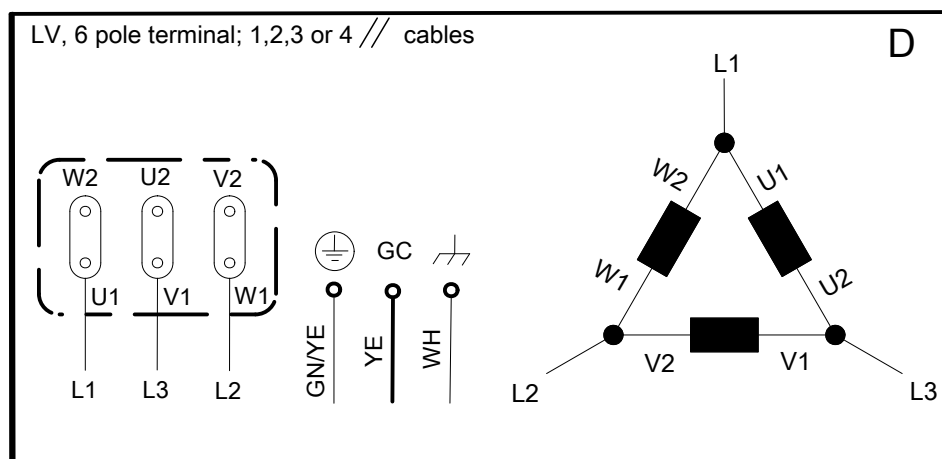 LV, 6 pole terminal; 1,2,3 or 4 // cables
D
L1
W2 U2 V2
U1 V1 W1
L1 L3 L2
GC
GN/YE YE WH
W2 U1
W1 U2
V2 V1
L2 L3